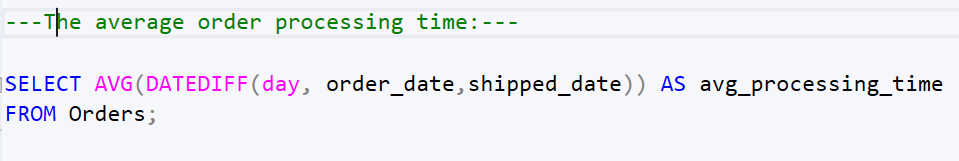 ---The average order processing time:---
SELECT AVG(DATEDIFF(day, order_date,shipped_date)) AS avg_processing_time
FROM Orders;